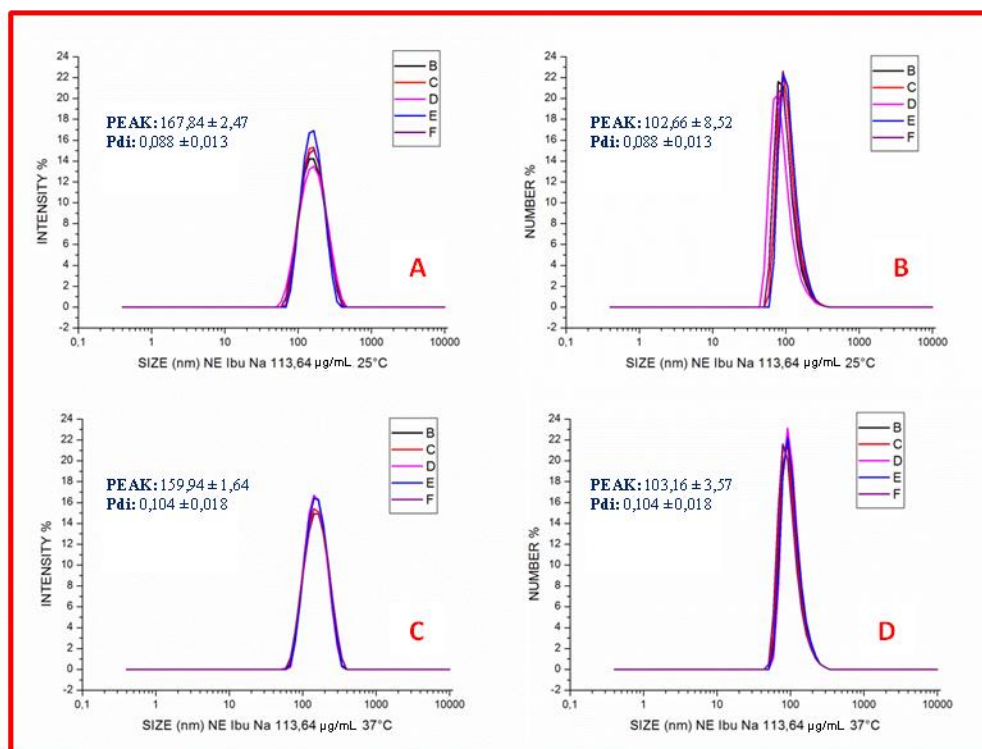 24
22
20
18
16
14
12
10
8
6
4
2
0
-2
INTENSITY %
PEAK: 167,84 ± 2,47
Pdi: 0,088 ± 0,013
B
C
D
E
F
A
0,1 1 10 100 1000 10000
SIZE (nm) NE Ibu Na 113,64 µg/mL 25°C
24
22
20
18
16
14
12
10
8
6
4
2
0
-2
NUMBER %
PEAK: 102,66 ± 8,52
Pdi: 0,088 ± 0,013
B
C
D
E
F
B
0,1 1 10 100 1000 10000
SIZE (nm) NE Ibu Na 113,64 µg/mL 25°C
24
22
20
18
16
14
12
10
8
6
4
2
0
-2
INTENSITY %
PEAK: 159,94 ± 1,64
Pdi: 0,104 ± 0,018
B
C
D
E
F
C
0,1 1 10 100 1000 10000
SIZE (nm) NE Ibu Na 113,64 µg/mL 37°C
24
22
20
18
16
14
12
10
8
6
4
2
0
-2
NUMBER %
PEAK: 103,16 ± 3,57
Pdi: 0,104 ± 0,018
B
C
D
E
F
D
0,1 1 10 100 1000 10000
SIZE (nm) NE Ibu Na 113,64 µg/mL 37°C